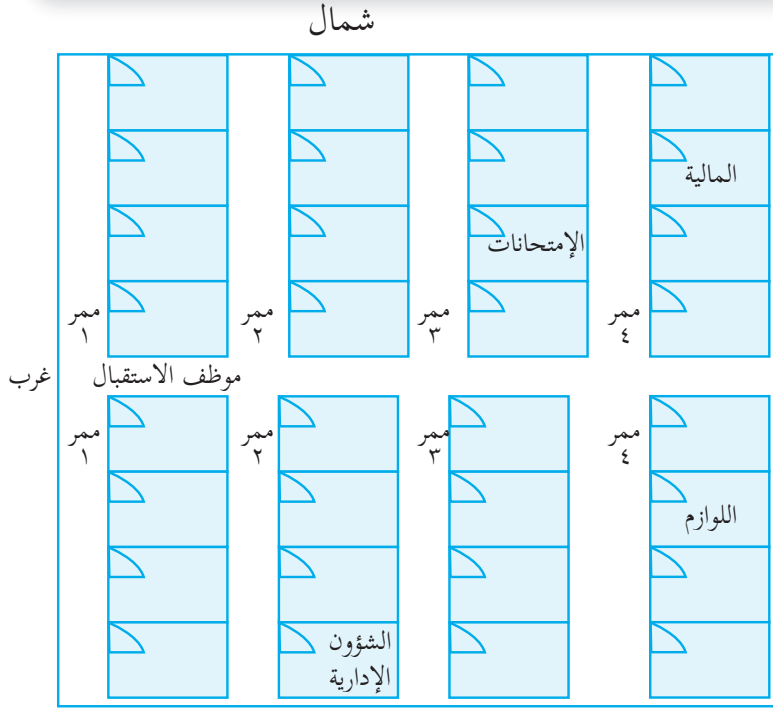 شمال
المالية
الإمتحانات
ممر
١
ممر
٢
ممر
٣
ممر
٤
غرب
موظف الاستقبال
ممر
١
ممر
٢
ممر
٣
ممر
٤
اللوازم
الشؤون
الإدارية